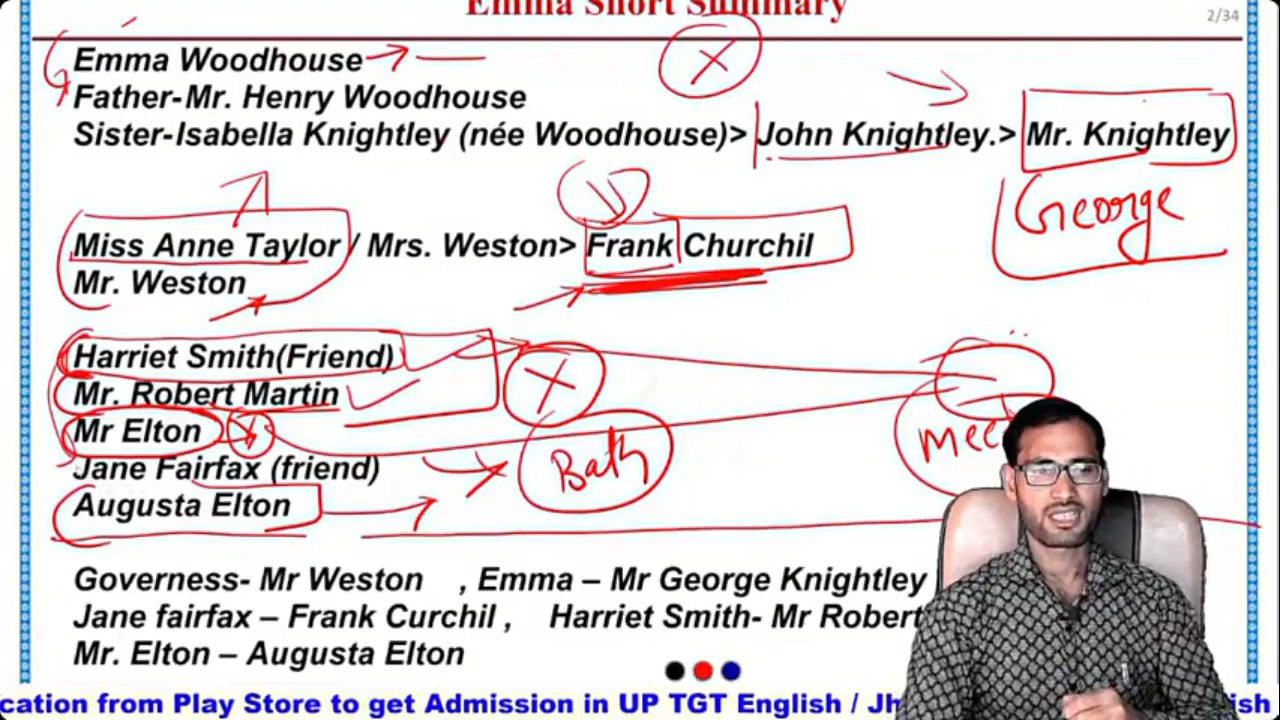 Emma Short Summary
2/34
Emma Woodhouse
Father-Mr. Henry Woodhouse
Sister-Isabella Knightley (née Woodhouse)> John Knightley.> Mr. Knightley
George
Miss Anne Taylor / Mrs. Weston> Frank Churchil
Mr. Weston
Harriet Smith(Friend)
Mr. Robert Martin
Mr Elton
Meet
Jane Fairfax (friend)
Bath
Augusta Elton
Governess- Mr Weston , Emma – Mr George Knightley
Jane fairfax – Frank Curchil , Harriet Smith- Mr Robert
Mr. Elton – Augusta Elton
cation from Play Store to get Admission in UP TGT English / Jh